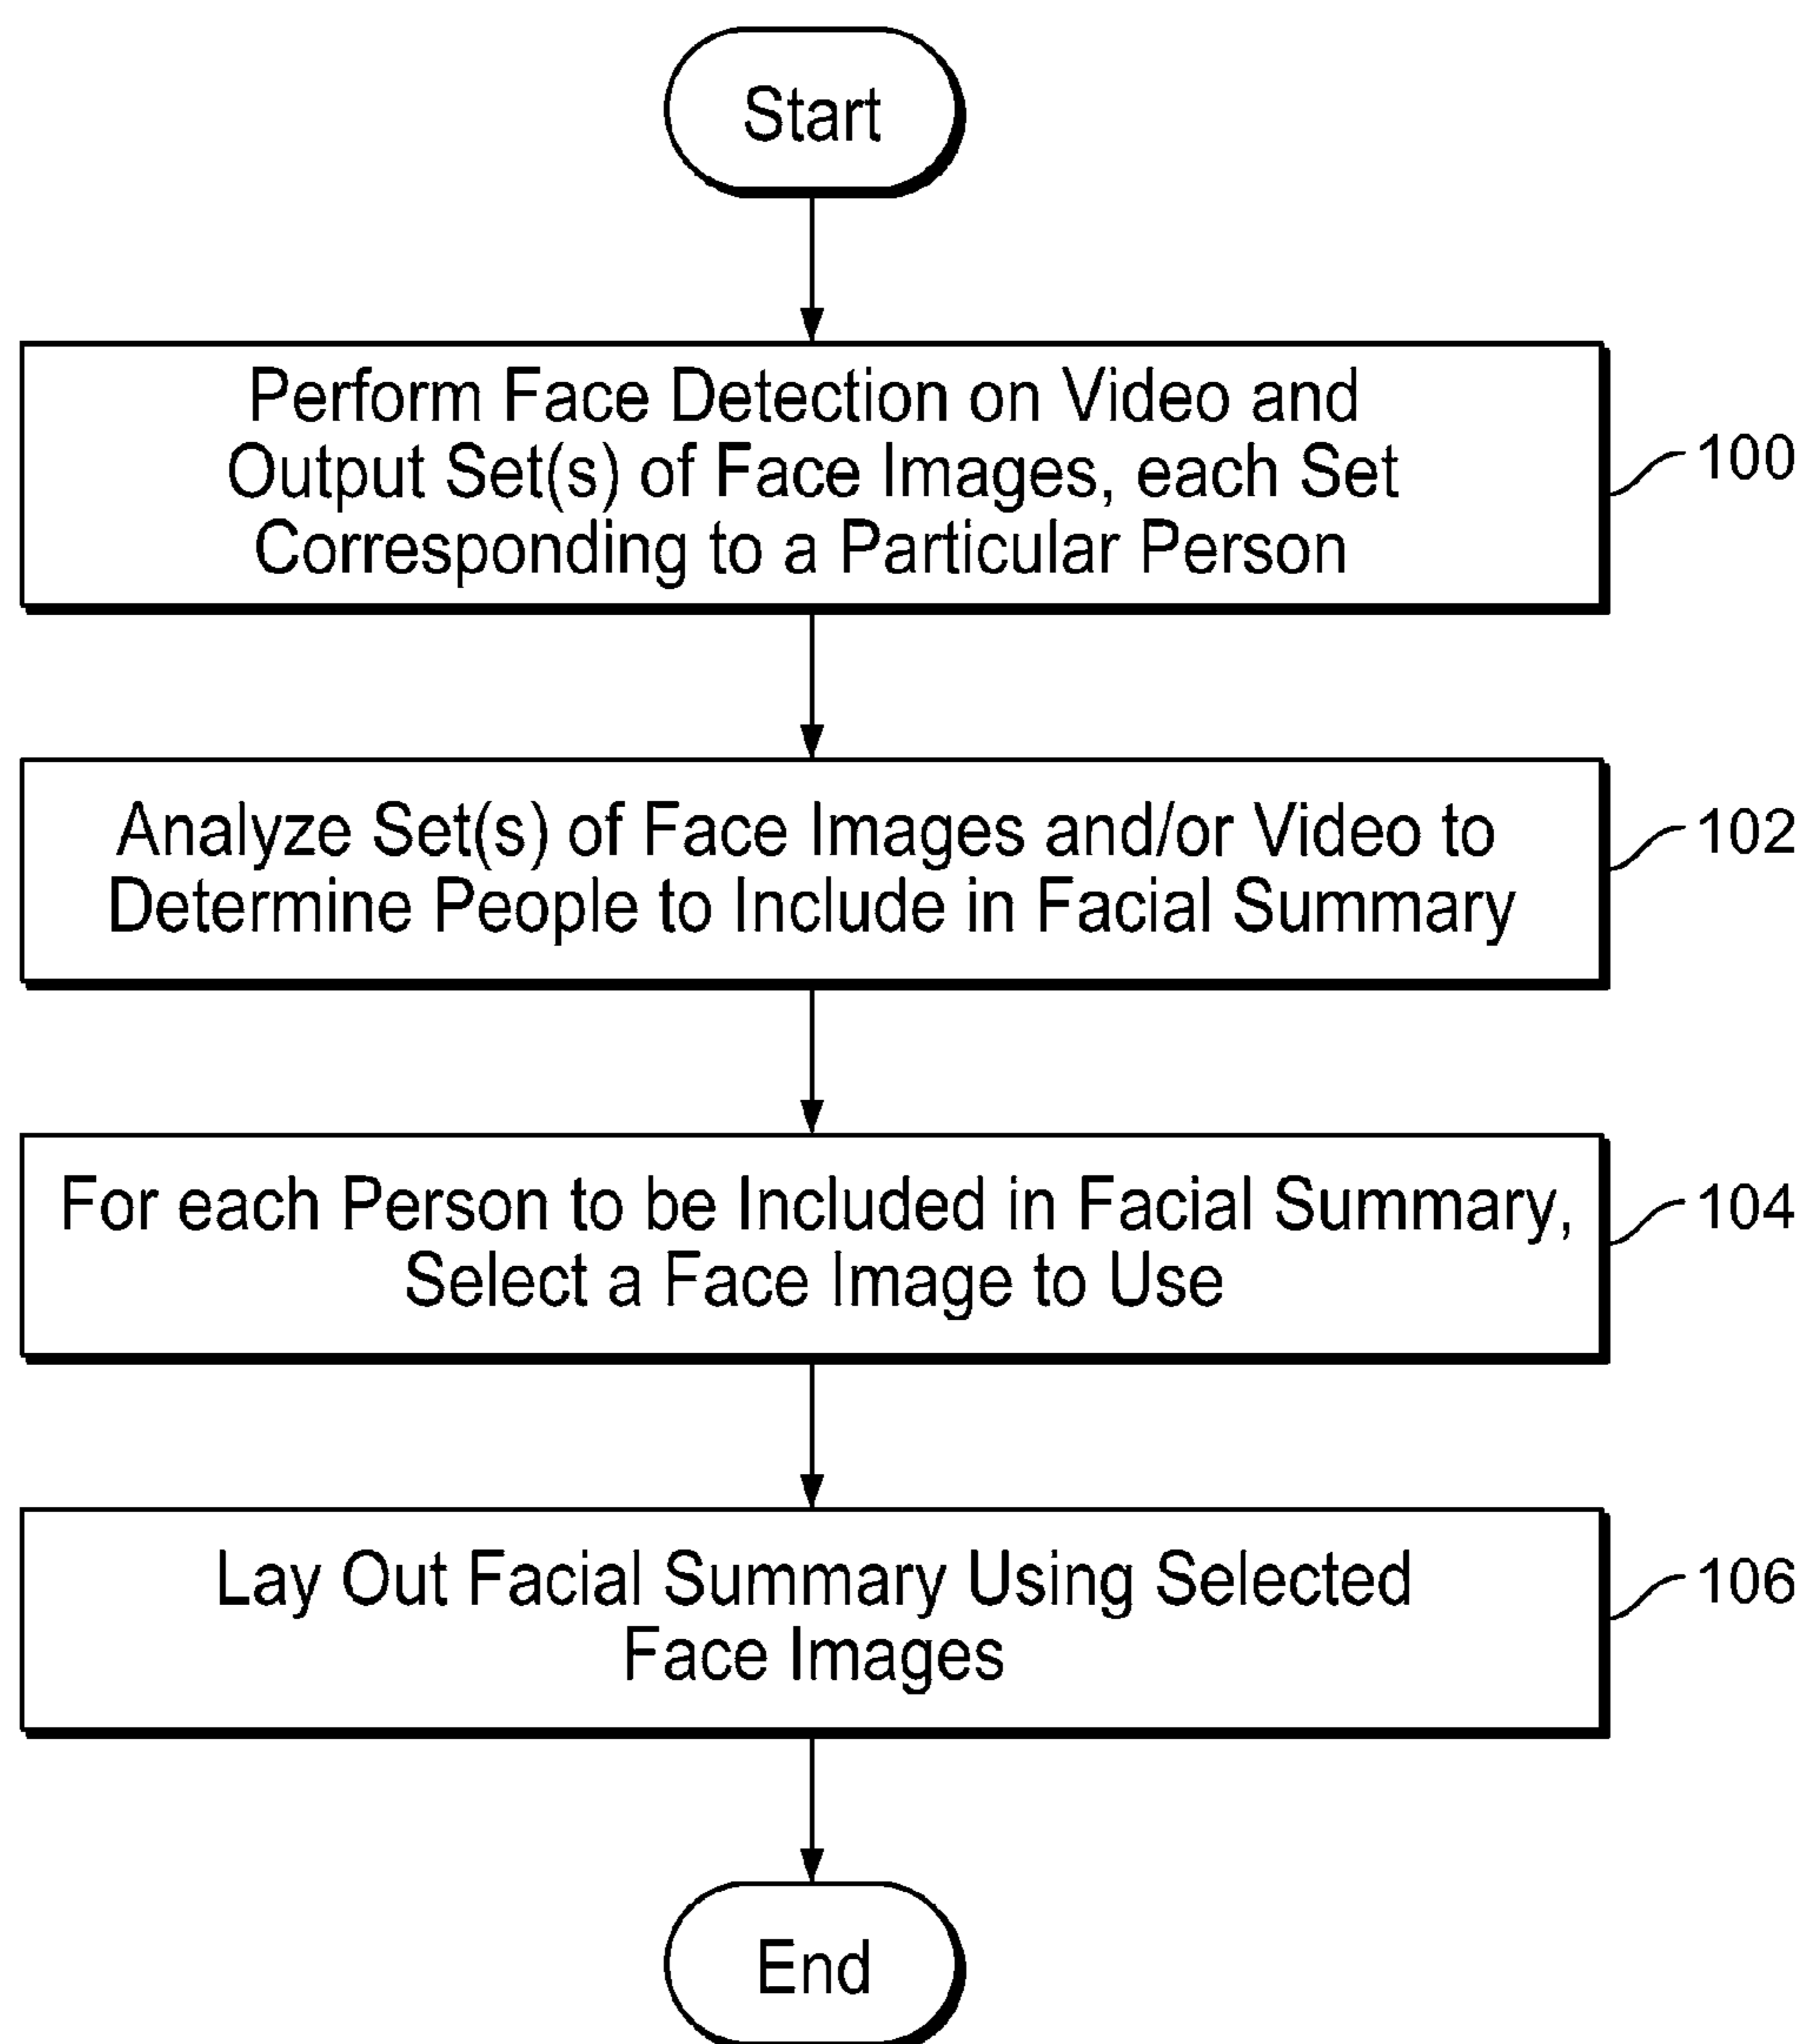 Start
Perform Face Detection on Video and
Output Set(s) of Face Images, each Set
Corresponding to a Particular Person
100
Analyze Set(s) of Face Images and/or Video to
Determine People to Include in Facial Summary
102
For each Person to be Included in Facial Summary,
Select a Face Image to Use
104
Lay Out Facial Summary Using Selected
Face Images
106
End